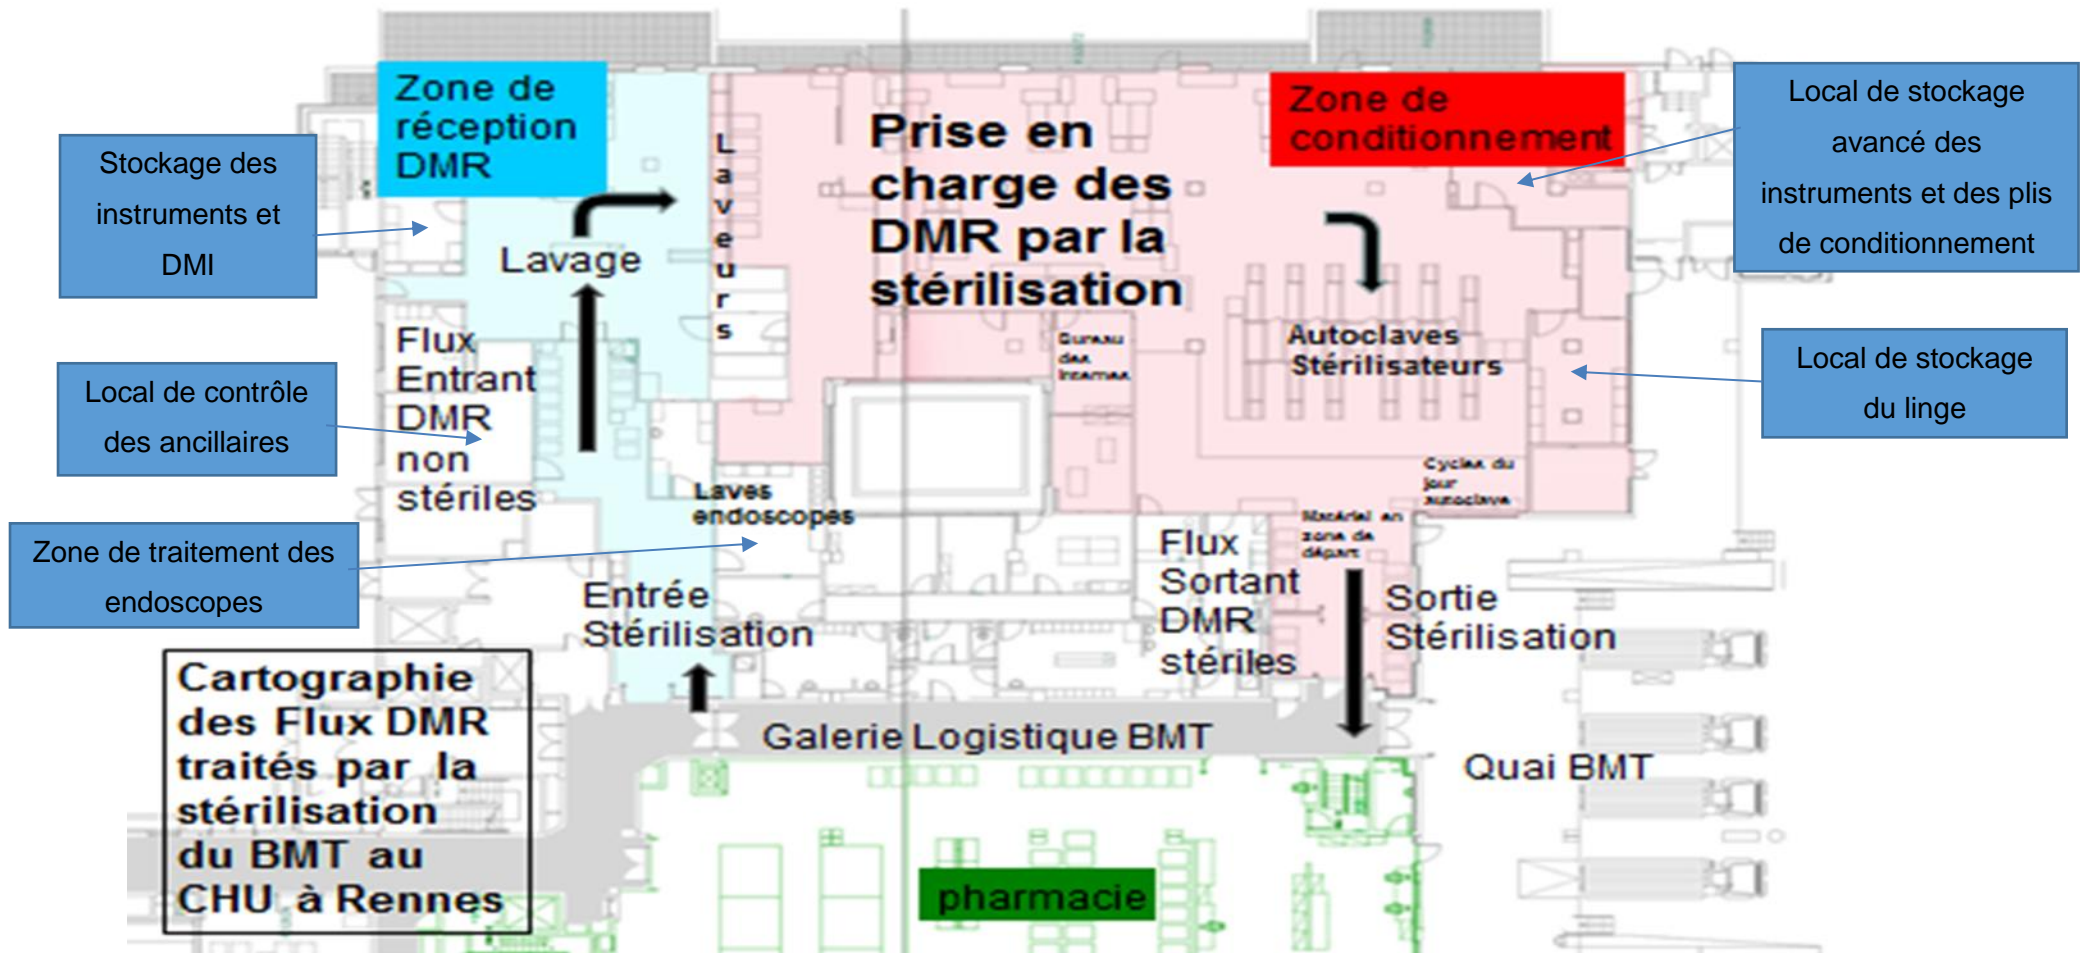 Zone de
réception
DMR
Stockage des
instruments et
DMI
Lavage
Laveurs
Prise en
charge des
DMR par la
stérilisation
Zone de
conditionnement
Local de stockage
avancé des
instruments et des plis
de conditionnement
Flux
Entrant
DMR
non
stériles
Local de contrôle
des ancillaires
Bureau
des
Internes
Autoclaves
Stérilisateurs
Local de stockage
du linge
Laves
endoscopes
Cycles du
jour
autoclave
Zone de traitement des
endoscopes
Matériel en
zone de
départ
Flux
Sortant
DMR
stériles
Entrée
Stérilisation
Sortie
Stérilisation
Cartographie
des Flux DMR
traités par la
stérilisation
du BMT au
CHU à Rennes
Galerie Logistique BMT
Quai BMT
pharmacie